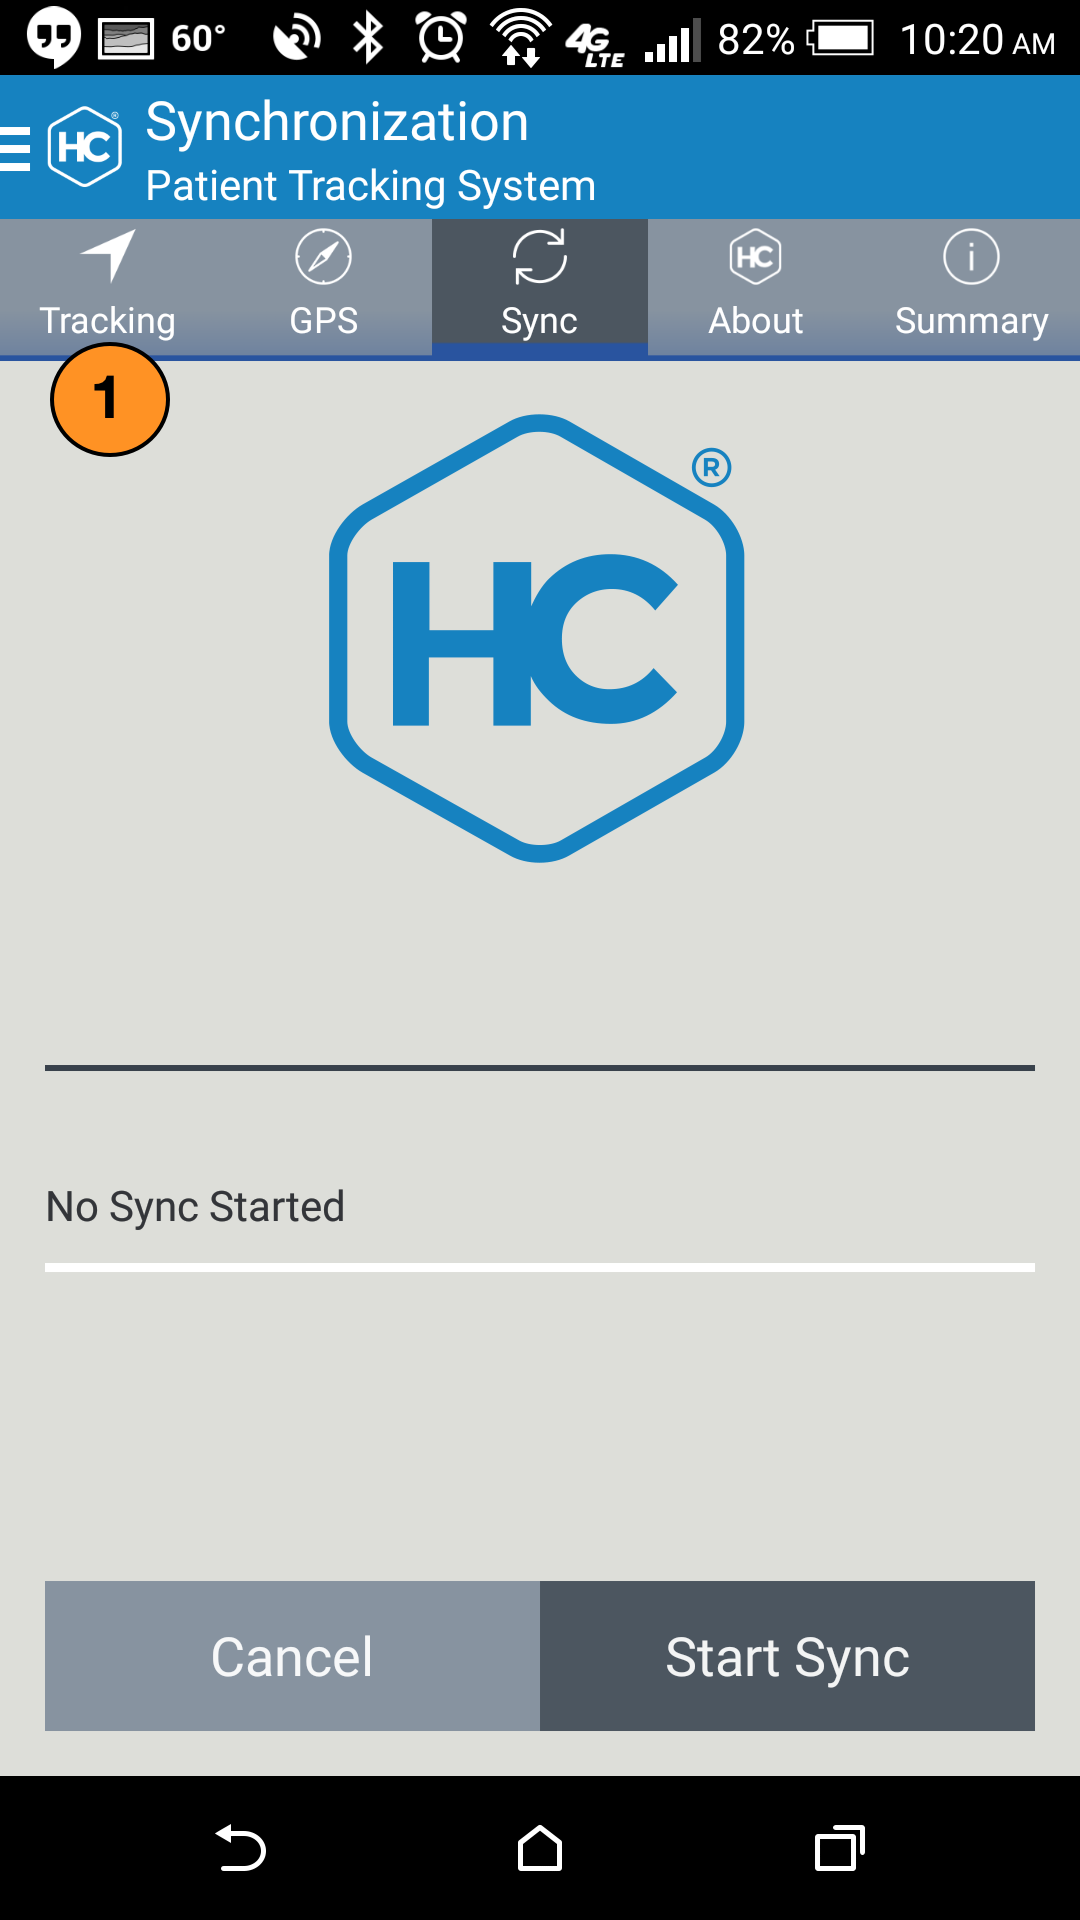 60° 4G LTE 82% 10:20 AM
HC®
Synchronization
Patient Tracking System
Tracking GPS Sync HC About Summary
1
HC®
No Sync Started
Cancel Start Sync